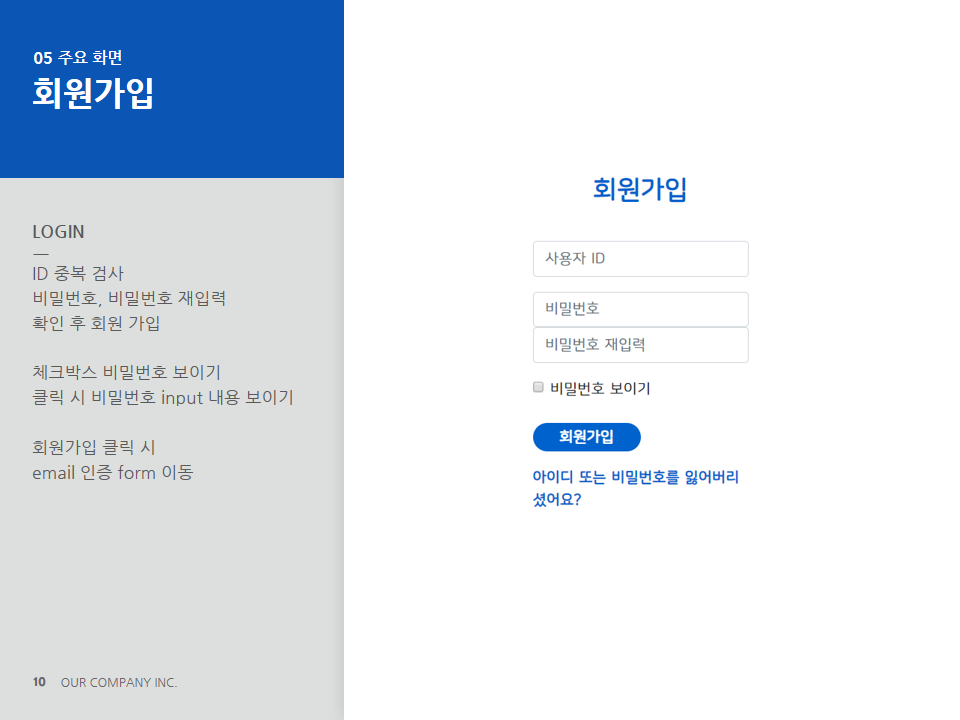 05 주요 화면
회원가입
LOGIN
—
ID 중복 검사
비밀번호, 비밀번호 재입력
확인 후 회원 가입
체크박스 비밀번호 보이기
클릭 시 비밀번호 input 내용 보이기
회원가입 클릭 시
email 인증 form 이동
10 OUR COMPANY INC.
회원가입
사용자 ID
비밀번호
비밀번호 재입력
비밀번호 보이기
회원가입
아이디 또는 비밀번호를 잃어버리
셨어요?